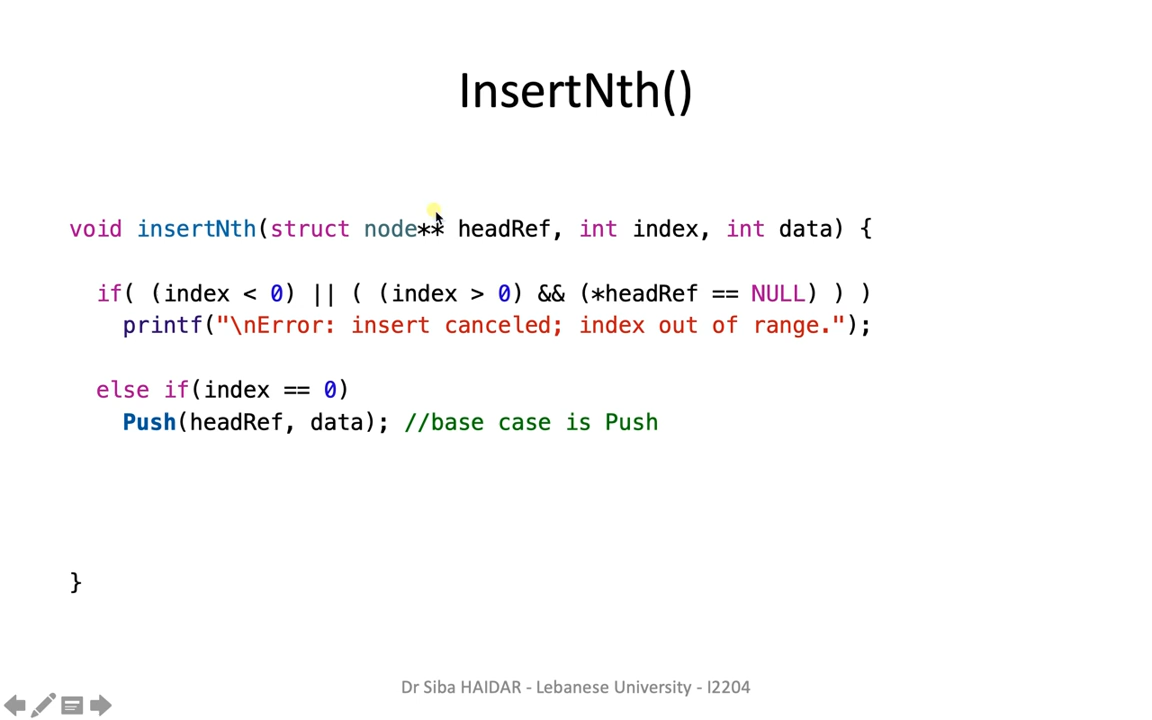 InsertNth()
void insertNth(struct node** headRef, int index, int data) {
if( (index < 0) || ( (index > 0) && (*headRef == NULL) ) )
printf("\nError: insert canceled; index out of range.");
else if(index == 0)
Push(headRef, data); //base case is Push
}
Dr Siba HAIDAR - Lebanese University - I2204